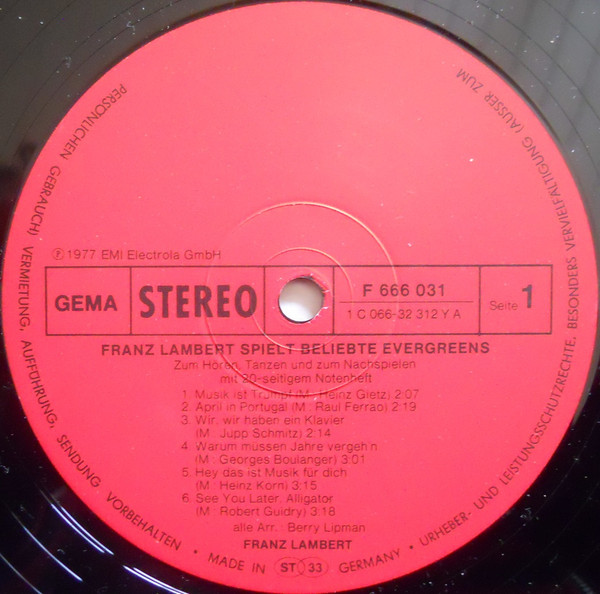 ℗ 1977 EMI Electrola GmbH
GEMA
STEREO
F 666 031
1 C 066-32 312 Y A
Seite 1
FRANZ LAMBERT SPIELT BELIEBTE EVERGREENS
Zum Hören, Tanzen und zum Nachspielen
mit 20-seitigem Notenheft
1. Musik ist Trumpf (M: Heinz Gietz) 2:07
2. April in Portugal (M: Raul Ferrao) 2:19
3. Wir, wir haben ein Klavier
(M: Jupp Schmitz) 2:14
4. Warum müssen Jahre vergeh'n
(M: Georges Boulanger) 3:01
5. Hey das ist Musik für dich
(M: Heinz Korn) 3:15
6. See You Later, Alligator
(M: Robert Guidry) 3:18
alle Arr.: Berry Lipman
FRANZ LAMBERT
URHEBER- UND LEISTUNGSSCHUTZRECHTE, BESONDERS VERVIELFÄLTIGUNG (AUSSER ZUM
PERSÖNLICHEN GEBRAUCH) VERMIETUNG, AUFFÜHRUNG, SENDUNG VORBEHALTEN • MADE IN ST 33 GERMANY •